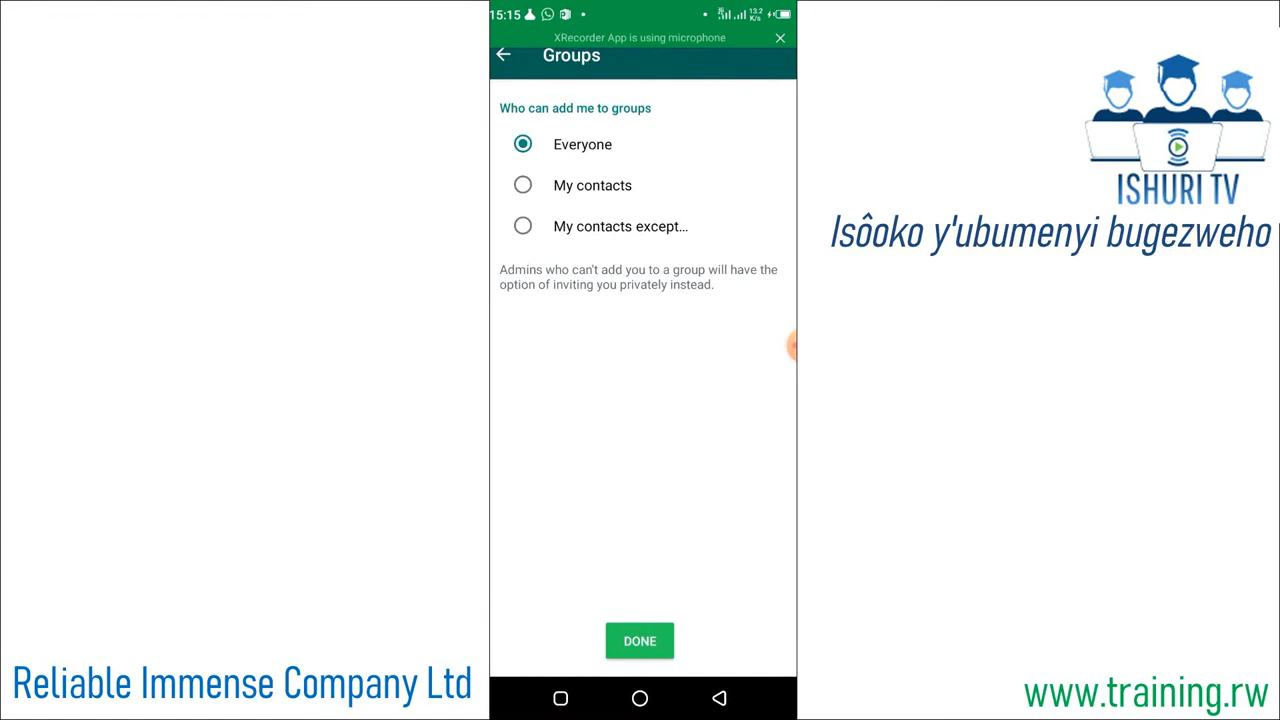 15:15
13.2
K/s
XRecorder App is using microphone
Groups
Who can add me to groups
Everyone
My contacts
My contacts except...
Admins who can't add you to a group will have the
option of inviting you privately instead.
DONE
ISHURI TV
Isôoko y'ubumenyi bugezweho
Reliable Immense Company Ltd
www.training.rw